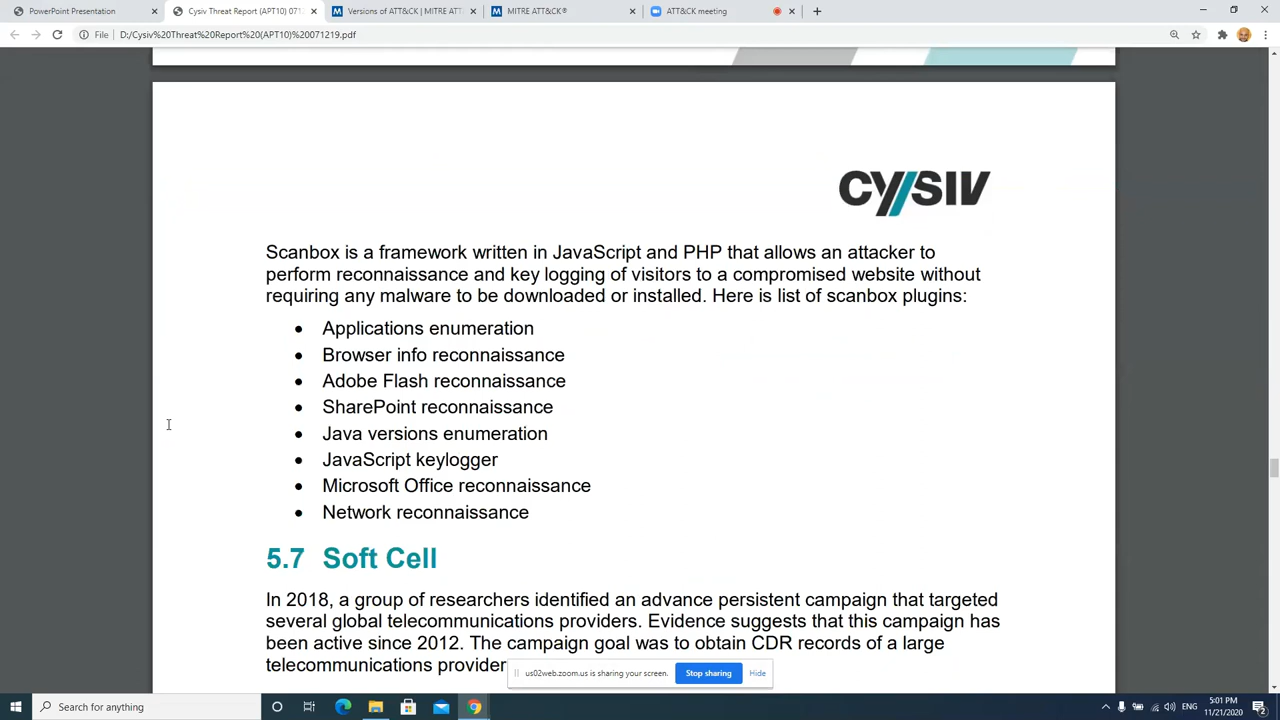 PowerPoint Presentation
Cysiv Threat Report (APT10) 071
Versions of ATT&CK | MITRE ATT
MITRE ATT&CK®
ATT&CK meeting
File
D:/Cysiv%20Threat%20Report%20(APT10)%20071219.pdf
CYSIV
Scanbox is a framework written in JavaScript and PHP that allows an attacker to
perform reconnaissance and key logging of visitors to a compromised website without
requiring any malware to be downloaded or installed. Here is list of scanbox plugins:
• Applications enumeration
• Browser info reconnaissance
• Adobe Flash reconnaissance
• SharePoint reconnaissance
• Java versions enumeration
• JavaScript keylogger
• Microsoft Office reconnaissance
• Network reconnaissance
5.7 Soft Cell
In 2018, a group of researchers identified an advance persistent campaign that targeted
several global telecommunications providers. Evidence suggests that this campaign has
been active since 2012. The campaign goal was to obtain CDR records of a large
telecommunications provider
us02web.zoom.us is sharing your screen.
Stop sharing
Hide
Search for anything
ENG
5:01 PM
11/21/2020
2